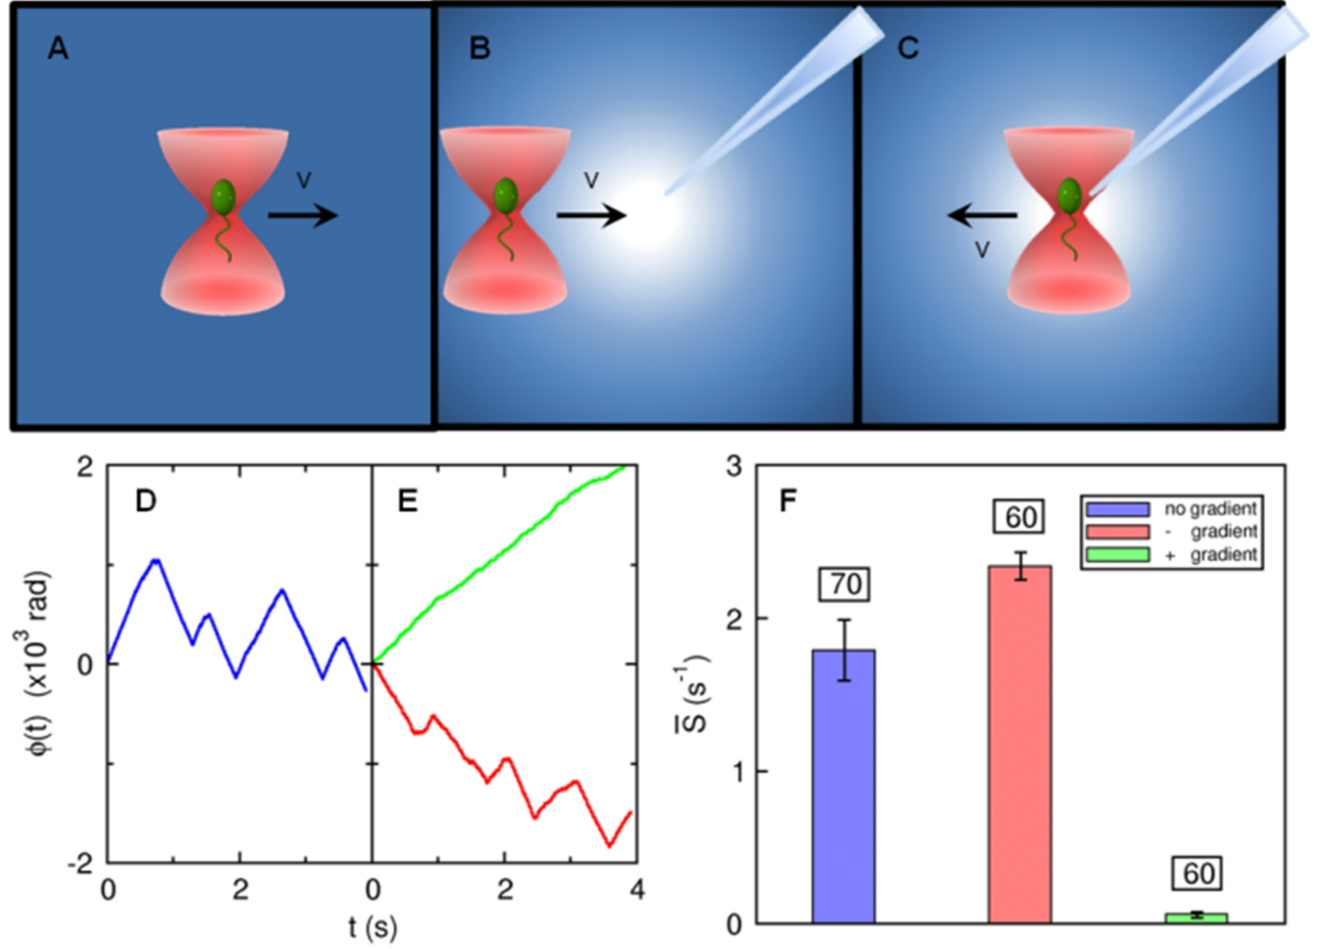 A
B
C
V
V
V
D
E
F
2
0
-2
ϕ(t) (x10³ rad)
0
2
0
2
4
t (s)
3
2
1
0
S̅ (s⁻¹)
70
60
60
no gradient
- gradient
+ gradient